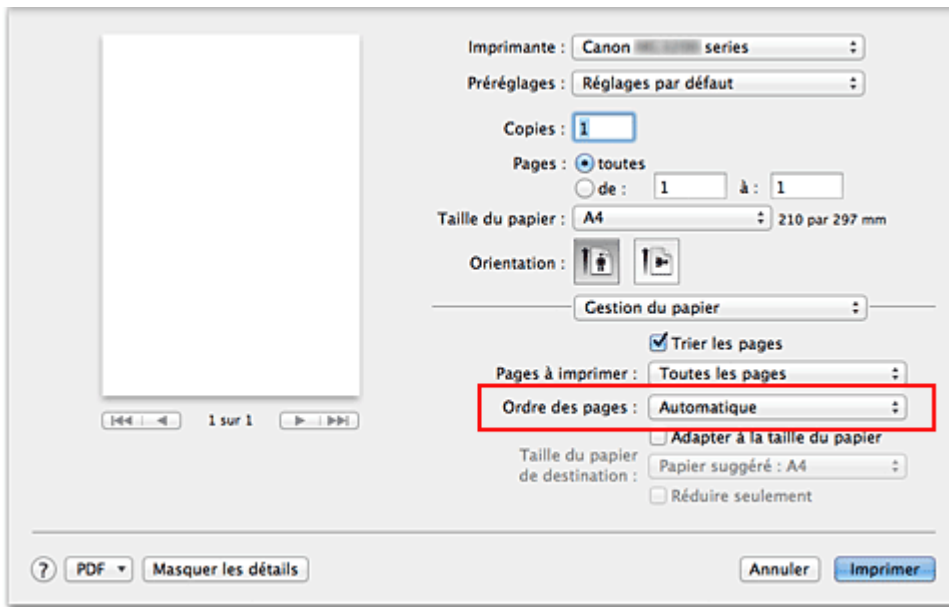 Imprimante : Canon series
Préréglages : Réglages par défaut
Copies : 1
Pages : toutes
de : 1 à : 1
Taille du papier : A4 210 par 297 mm
Orientation :
Gestion du papier
Trier les pages
Pages à imprimer : Toutes les pages
Ordre des pages : Automatique
Adapter à la taille du papier
Taille du papier
de destination : Papier suggéré : A4
Réduire seulement
1 sur 1
? PDF Masquer les détails Annuler Imprimer